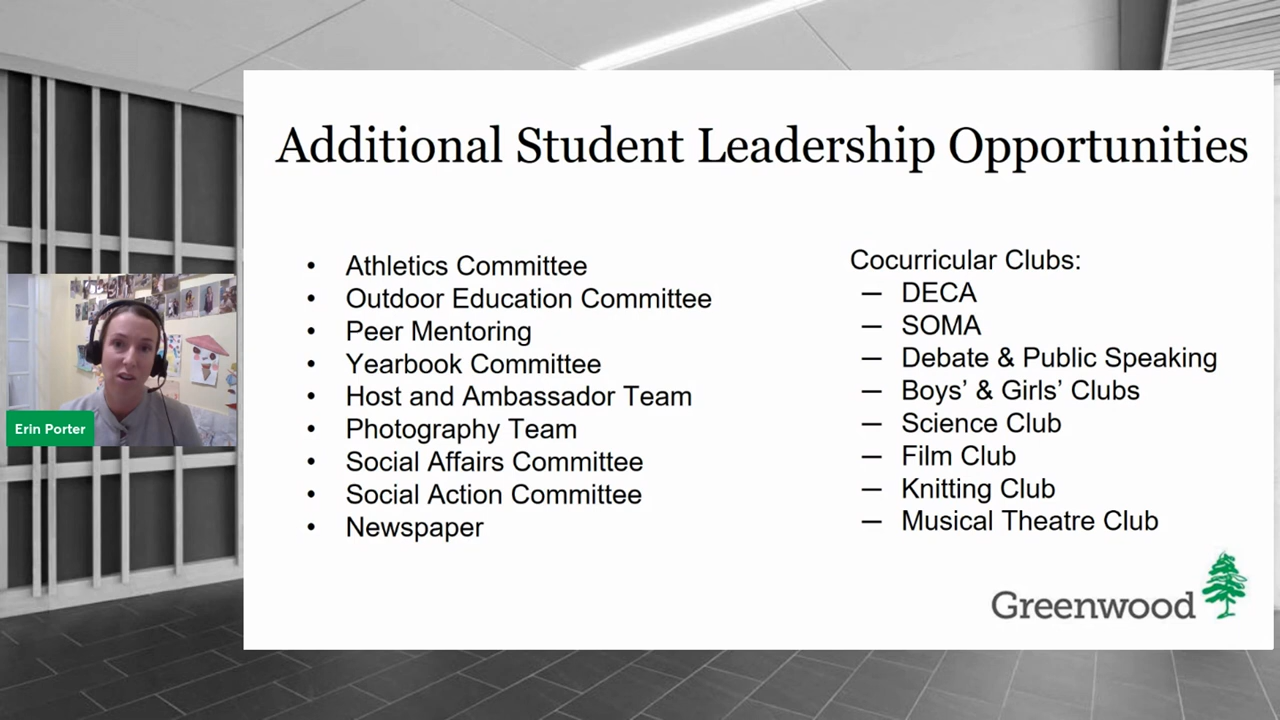 Additional Student Leadership Opportunities
• Athletics Committee
• Outdoor Education Committee
• Peer Mentoring
• Yearbook Committee
• Host and Ambassador Team
• Photography Team
• Social Affairs Committee
• Social Action Committee
• Newspaper
Cocurricular Clubs:
— DECA
— SOMA
— Debate & Public Speaking
— Boys’ & Girls’ Clubs
— Science Club
— Film Club
— Knitting Club
— Musical Theatre Club
Greenwood
Erin Porter